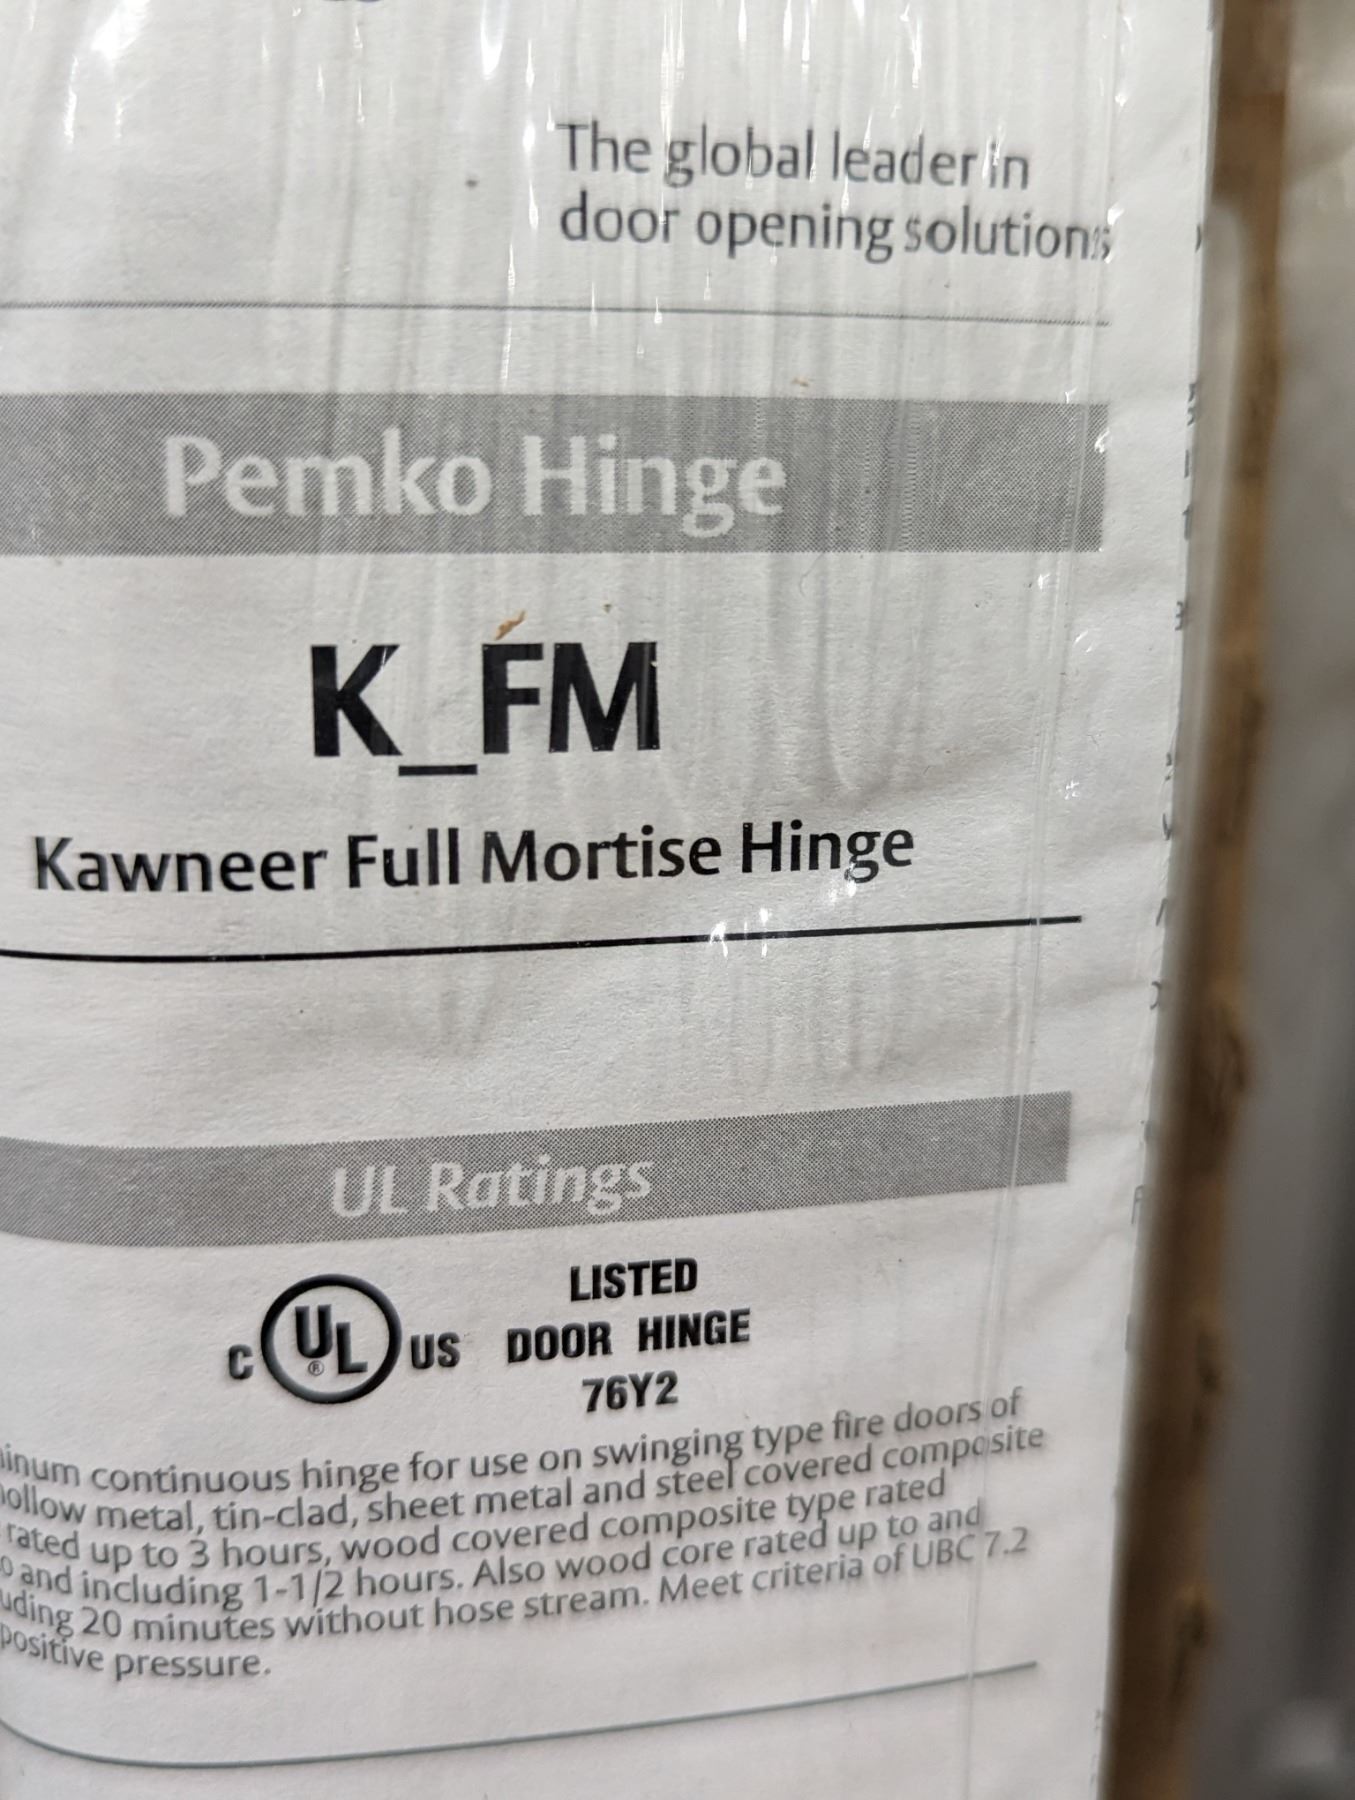 The global leader in
door opening solutions
Pemko Hinge
K_FM
Kawneer Full Mortise Hinge
UL Ratings
C UL ® US
LISTED
DOOR HINGE
76Y2
inum continuous hinge for use on swinging type fire doors of
ollow metal, tin-clad, sheet metal and steel covered composite
rated up to 3 hours, wood covered composite type rated
o and including 1-1/2 hours. Also wood core rated up to and
uding 20 minutes without hose stream. Meet criteria of UBC 7.2
positive pressure.